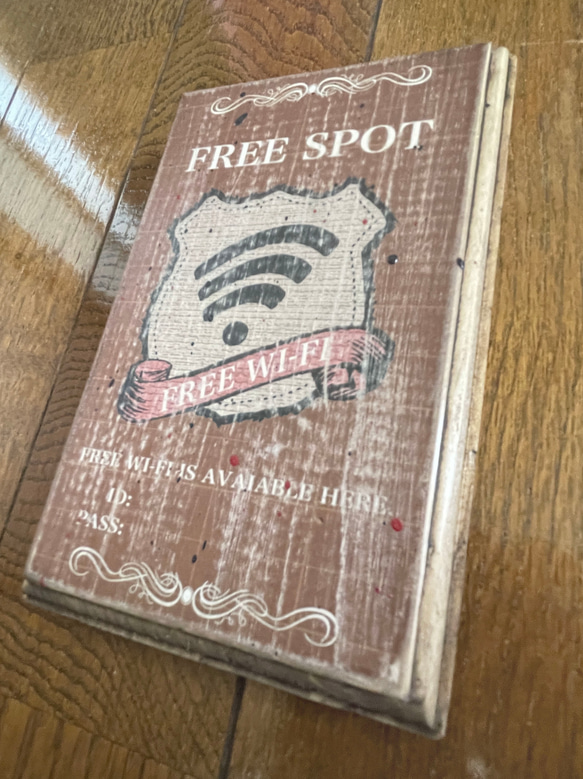 FREE SPOT
FREE WI-FI
FREE WI-FI IS AVAIABLE HERE.
ID:
PASS: